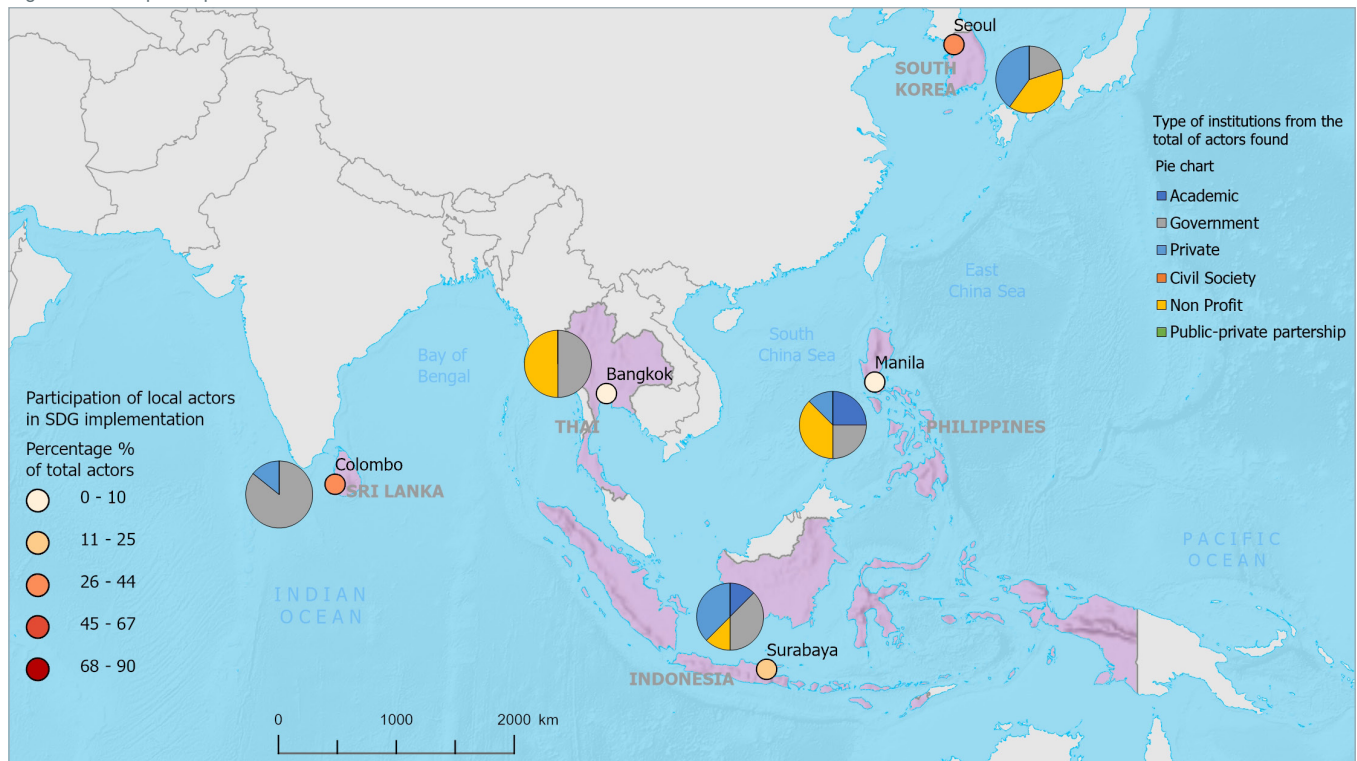 Seoul
SOUTH
KOREA
Type of institutions from the
total of actors found
Pie chart
Academic
Government
Private
Civil Society
Non Profit
Public-private partership
East
China Sea
South
China Sea
Bay of
Bengal
Manila
Bangkok
THAI
PHILIPPINES
Participation of local actors
in SDG implementation
Percentage %
of total actors
0 - 10
11 - 25
26 - 44
45 - 67
68 - 90
Colombo
SRI LANKA
INDIAN
OCEAN
PACIFIC
OCEAN
Surabaya
INDONESIA
0 1000 2000 km